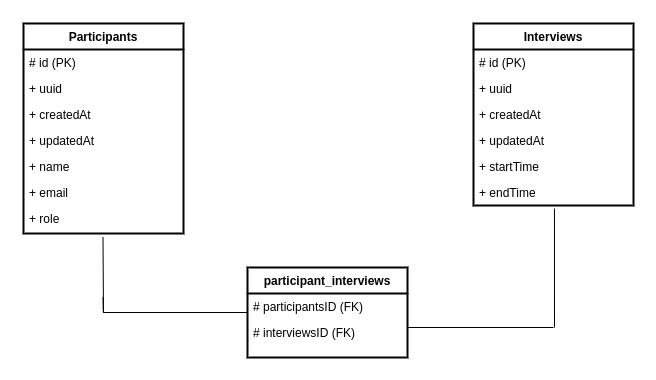 Participants
# id (PK)
+ uuid
+ createdAt
+ updatedAt
+ name
+ email
+ role
Interviews
# id (PK)
+ uuid
+ createdAt
+ updatedAt
+ startTime
+ endTime
participant_interviews
# participantsID (FK)
# interviewsID (FK)